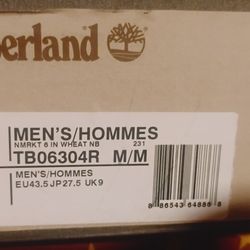 berland
MEN'S/HOMMES
NMRKT 6 IN WHEAT NB 231
TB06304R M/M
MEN'S/HOMMES
EU43.5 JP27.5 UK9
8 86543 64886 8